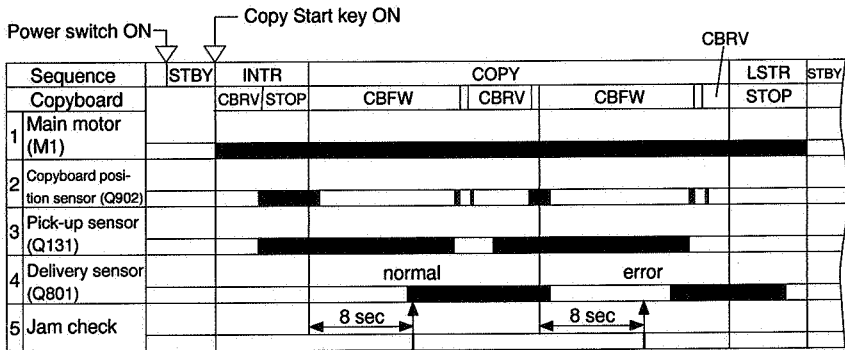 Copy Start key ON
Power switch ON
CBRV
Sequence STBY INTR COPY LSTR STBY
Copyboard CBRV STOP CBFW CBRV CBFW STOP
1 Main motor
(M1)
2 Copyboard posi-
tion sensor (Q902)
3 Pick-up sensor
(Q131)
4 Delivery sensor normal error
(Q801)
5 Jam check 8 sec 8 sec